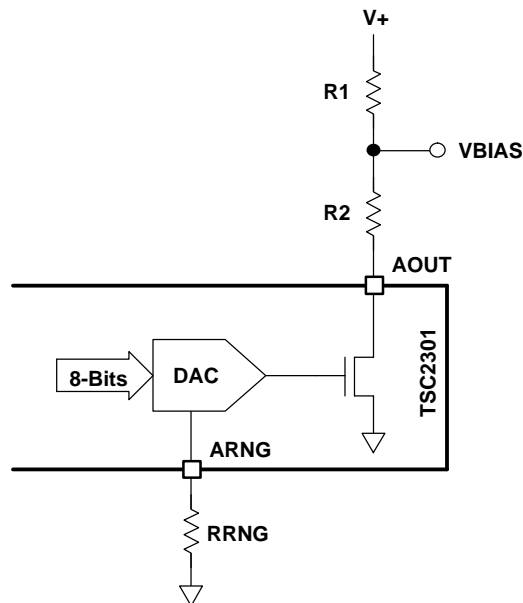 V+
R1
VBIAS
R2
AOUT
TSC2301
8-Bits
DAC
ARNG
RRNG